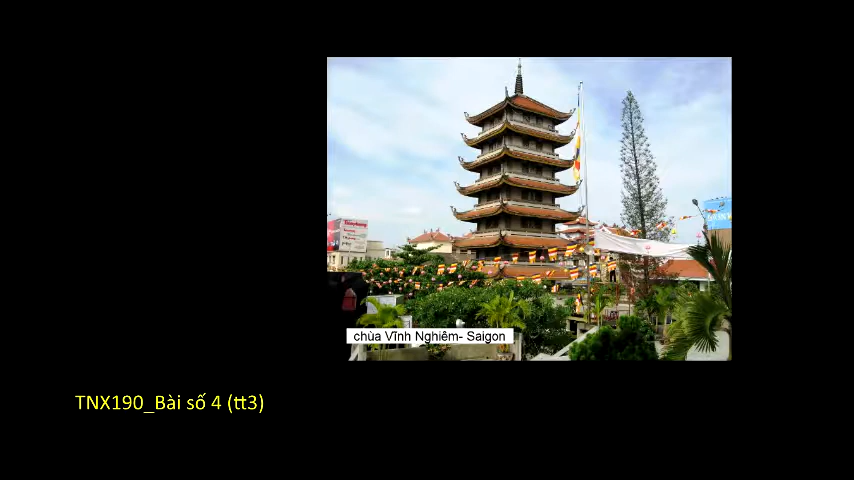 chùa Vĩnh Nghiêm- Saigon
TNX190_Bài số 4 (tt3)